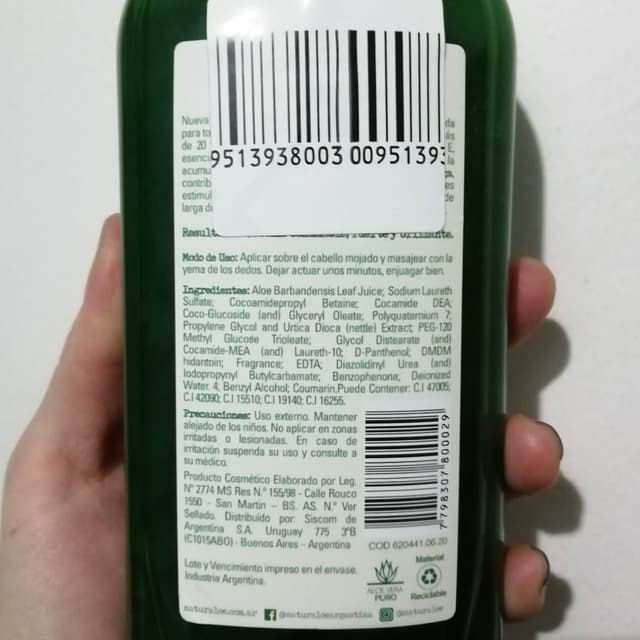 9513938003 00951393
Nueva
para to
de 20
E,
esenci
la
acumu
contrib
estimul
de
larga d
Result
Modo de Uso: Aplicar sobre el cabello mojado y masajear con la
yema de los dedos. Dejar actuar unos minutos, enjuagar bien.
Ingredientes: Aloe Barbandensis Leaf Juice; Sodium Laureth
Sulfate; Cocoamidepropyl Betaine; Cocamide DEA;
Coco-Glucoside (and) Glyceryl Oleate; Polyquaternium 7;
Propylene Glycol and Urtica Dioca (nettle) Extract; PEG-120
Methyl Glucose Trioleate; Glycol Distearate (and)
Cocamide-MEA (and) Laureth-10; D-Panthenol; DMDM
hidantoin; Fragrance; EDTA; Diazolidinyl Urea (and)
Iodopropynyl Butylcarbamate; Benzophenona; Deionized
Water. 4; Benzyl Alcohol; Coumarin.Puede Contener: C.I 47005;
C.I 42090; C.I 15510; C.I 19140; C.I 16255.
Precauciones: Uso externo. Mantener
alejado de los niños. No aplicar en zonas
irritadas o lesionadas. En caso de
irritación suspenda su uso y consulte a
su médico.
Producto Cosmético Elaborado por Leg.
N° 2774 MS Res N.° 155/98 - Calle Rouco
1550 - San Martin – BS. AS. N.° Ver
Sellado. Distribuido por: Siscom de
Argentina S.A. Uruguay 775 3°B
(C1015ABO) - Buenos Aires – Argentina
7 798307 800029
COD 620441.06.20
Lote y Vencimiento impreso en el envase.
Industria Argentina.
ALOE VERA
PURO
Material
Reciclable
naturaloe.com.ar
@naturaloeargentina
@naturaloe